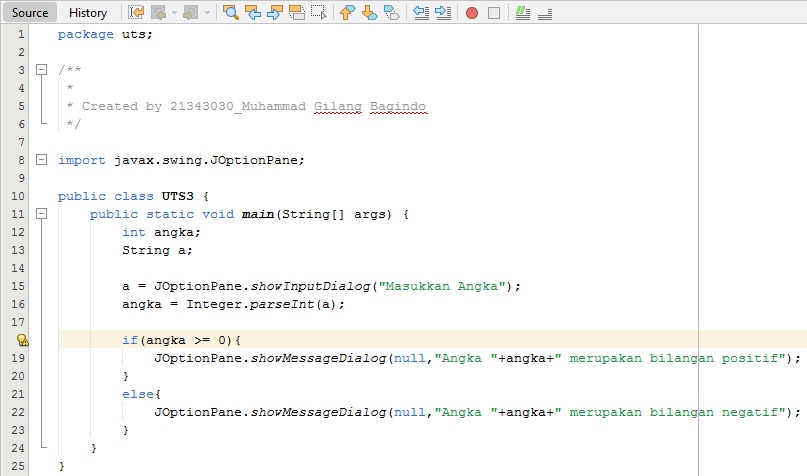 Source History
1 package uts;
2
3 /**
4 *
5 * Created by 21343030_Muhammad Gilang Bagindo
6 */
7
8 import javax.swing.JOptionPane;
9
10 public class UTS3 {
11 public static void main(String[] args) {
12 int angka;
13 String a;
14
15 a = JOptionPane.showInputDialog("Masukkan Angka");
16 angka = Integer.parseInt(a);
17
if(angka >= 0){
19 JOptionPane.showMessageDialog(null,"Angka "+angka+" merupakan bilangan positif");
20 }
21 else{
22 JOptionPane.showMessageDialog(null,"Angka "+angka+" merupakan bilangan negatif");
23 }
24 }
25 }